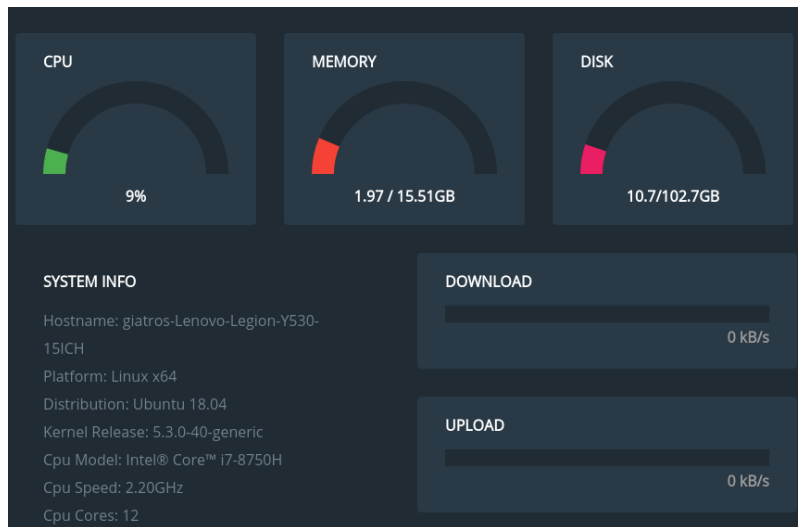 CPU
9%
MEMORY
1.97 / 15.51GB
DISK
10.7/102.7GB
SYSTEM INFO
Hostname: giatros-Lenovo-Legion-Y530-
15ICH
Platform: Linux x64
Distribution: Ubuntu 18.04
Kernel Release: 5.3.0-40-generic
Cpu Model: Intel® Core™ i7-8750H
Cpu Speed: 2.20GHz
Cpu Cores: 12
DOWNLOAD
0 kB/s
UPLOAD
0 kB/s